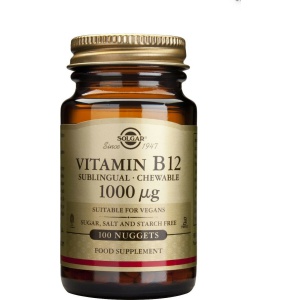 SOLGAR
Since 1947
VITAMIN B12
SUBLINGUAL · CHEWABLE
1000 µg
SUITABLE FOR VEGANS
SUGAR, SALT AND STARCH FREE
100 NUGGETS
FOOD SUPPLEMENT